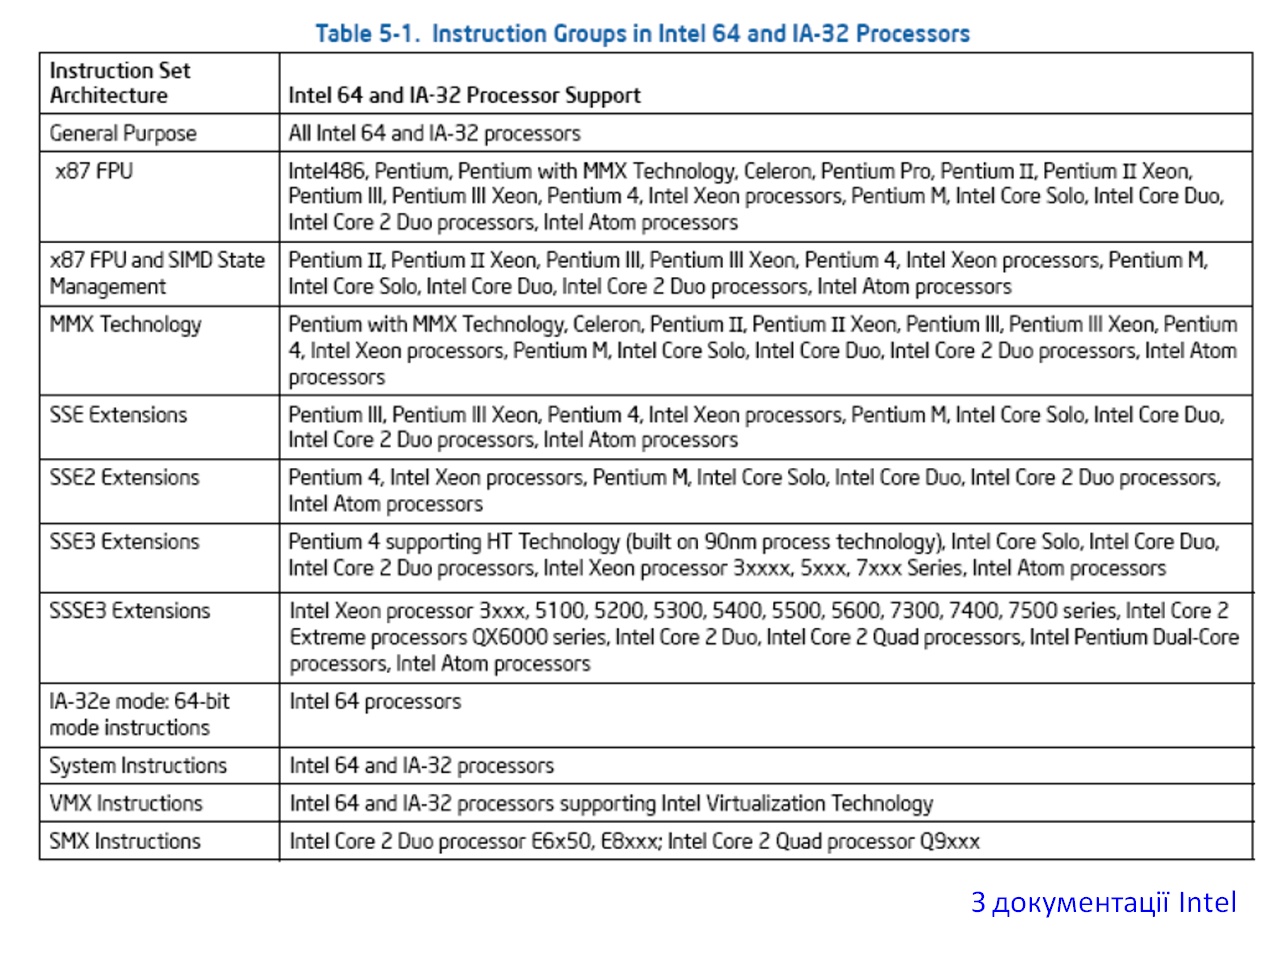 Table 5-1. Instruction Groups in Intel 64 and IA-32 Processors
Instruction Set
Architecture
Intel 64 and IA-32 Processor Support
General Purpose
All Intel 64 and IA-32 processors
x87 FPU
Intel486, Pentium, Pentium with MMX Technology, Celeron, Pentium Pro, Pentium II, Pentium II Xeon,
Pentium III, Pentium III Xeon, Pentium 4, Intel Xeon processors, Pentium M, Intel Core Solo, Intel Core Duo,
Intel Core 2 Duo processors, Intel Atom processors
x87 FPU and SIMD State
Management
Pentium II, Pentium II Xeon, Pentium III, Pentium III Xeon, Pentium 4, Intel Xeon processors, Pentium M,
Intel Core Solo, Intel Core Duo, Intel Core 2 Duo processors, Intel Atom processors
MMX Technology
Pentium with MMX Technology, Celeron, Pentium II, Pentium II Xeon, Pentium III, Pentium III Xeon, Pentium
4, Intel Xeon processors, Pentium M, Intel Core Solo, Intel Core Duo, Intel Core 2 Duo processors, Intel Atom
processors
SSE Extensions
Pentium III, Pentium III Xeon, Pentium 4, Intel Xeon processors, Pentium M, Intel Core Solo, Intel Core Duo,
Intel Core 2 Duo processors, Intel Atom processors
SSE2 Extensions
Pentium 4, Intel Xeon processors, Pentium M, Intel Core Solo, Intel Core Duo, Intel Core 2 Duo processors,
Intel Atom processors
SSE3 Extensions
Pentium 4 supporting HT Technology (built on 90nm process technology), Intel Core Solo, Intel Core Duo,
Intel Core 2 Duo processors, Intel Xeon processor 3xxxx, 5xxx, 7xxx Series, Intel Atom processors
SSSE3 Extensions
Intel Xeon processor 3xxx, 5100, 5200, 5300, 5400, 5500, 5600, 7300, 7400, 7500 series, Intel Core 2
Extreme processors QX6000 series, Intel Core 2 Duo, Intel Core 2 Quad processors, Intel Pentium Dual-Core
processors, Intel Atom processors
IA-32e mode: 64-bit
mode instructions
Intel 64 processors
System Instructions
Intel 64 and IA-32 processors
VMX Instructions
Intel 64 and IA-32 processors supporting Intel Virtualization Technology
SMX Instructions
Intel Core 2 Duo processor E6x50, E8xxx; Intel Core 2 Quad processor Q9xxx
З документації Intel